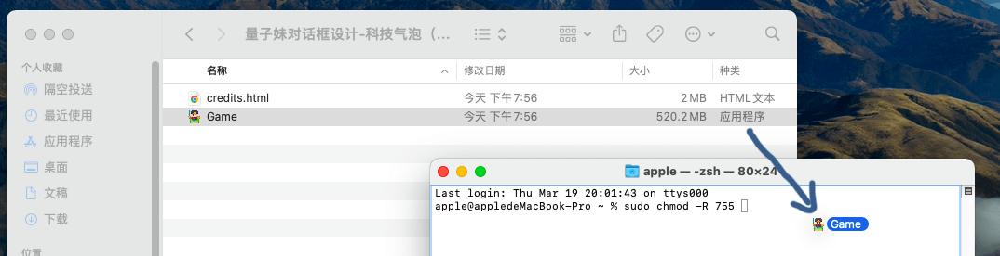 量子妹对话框设计-科技气泡（...
个人收藏
隔空投送
最近使用
应用程序
桌面
文稿
下载
位置
名称 修改日期 大小 种类
credits.html 今天 下午7:56 2 MB HTML文本
Game 今天 下午7:56 520.2 MB 应用程序
apple — -zsh — 80×24
Last login: Thu Mar 19 20:01:43 on ttys000
apple@appledeMacBook-Pro ~ % sudo chmod -R 755
Game